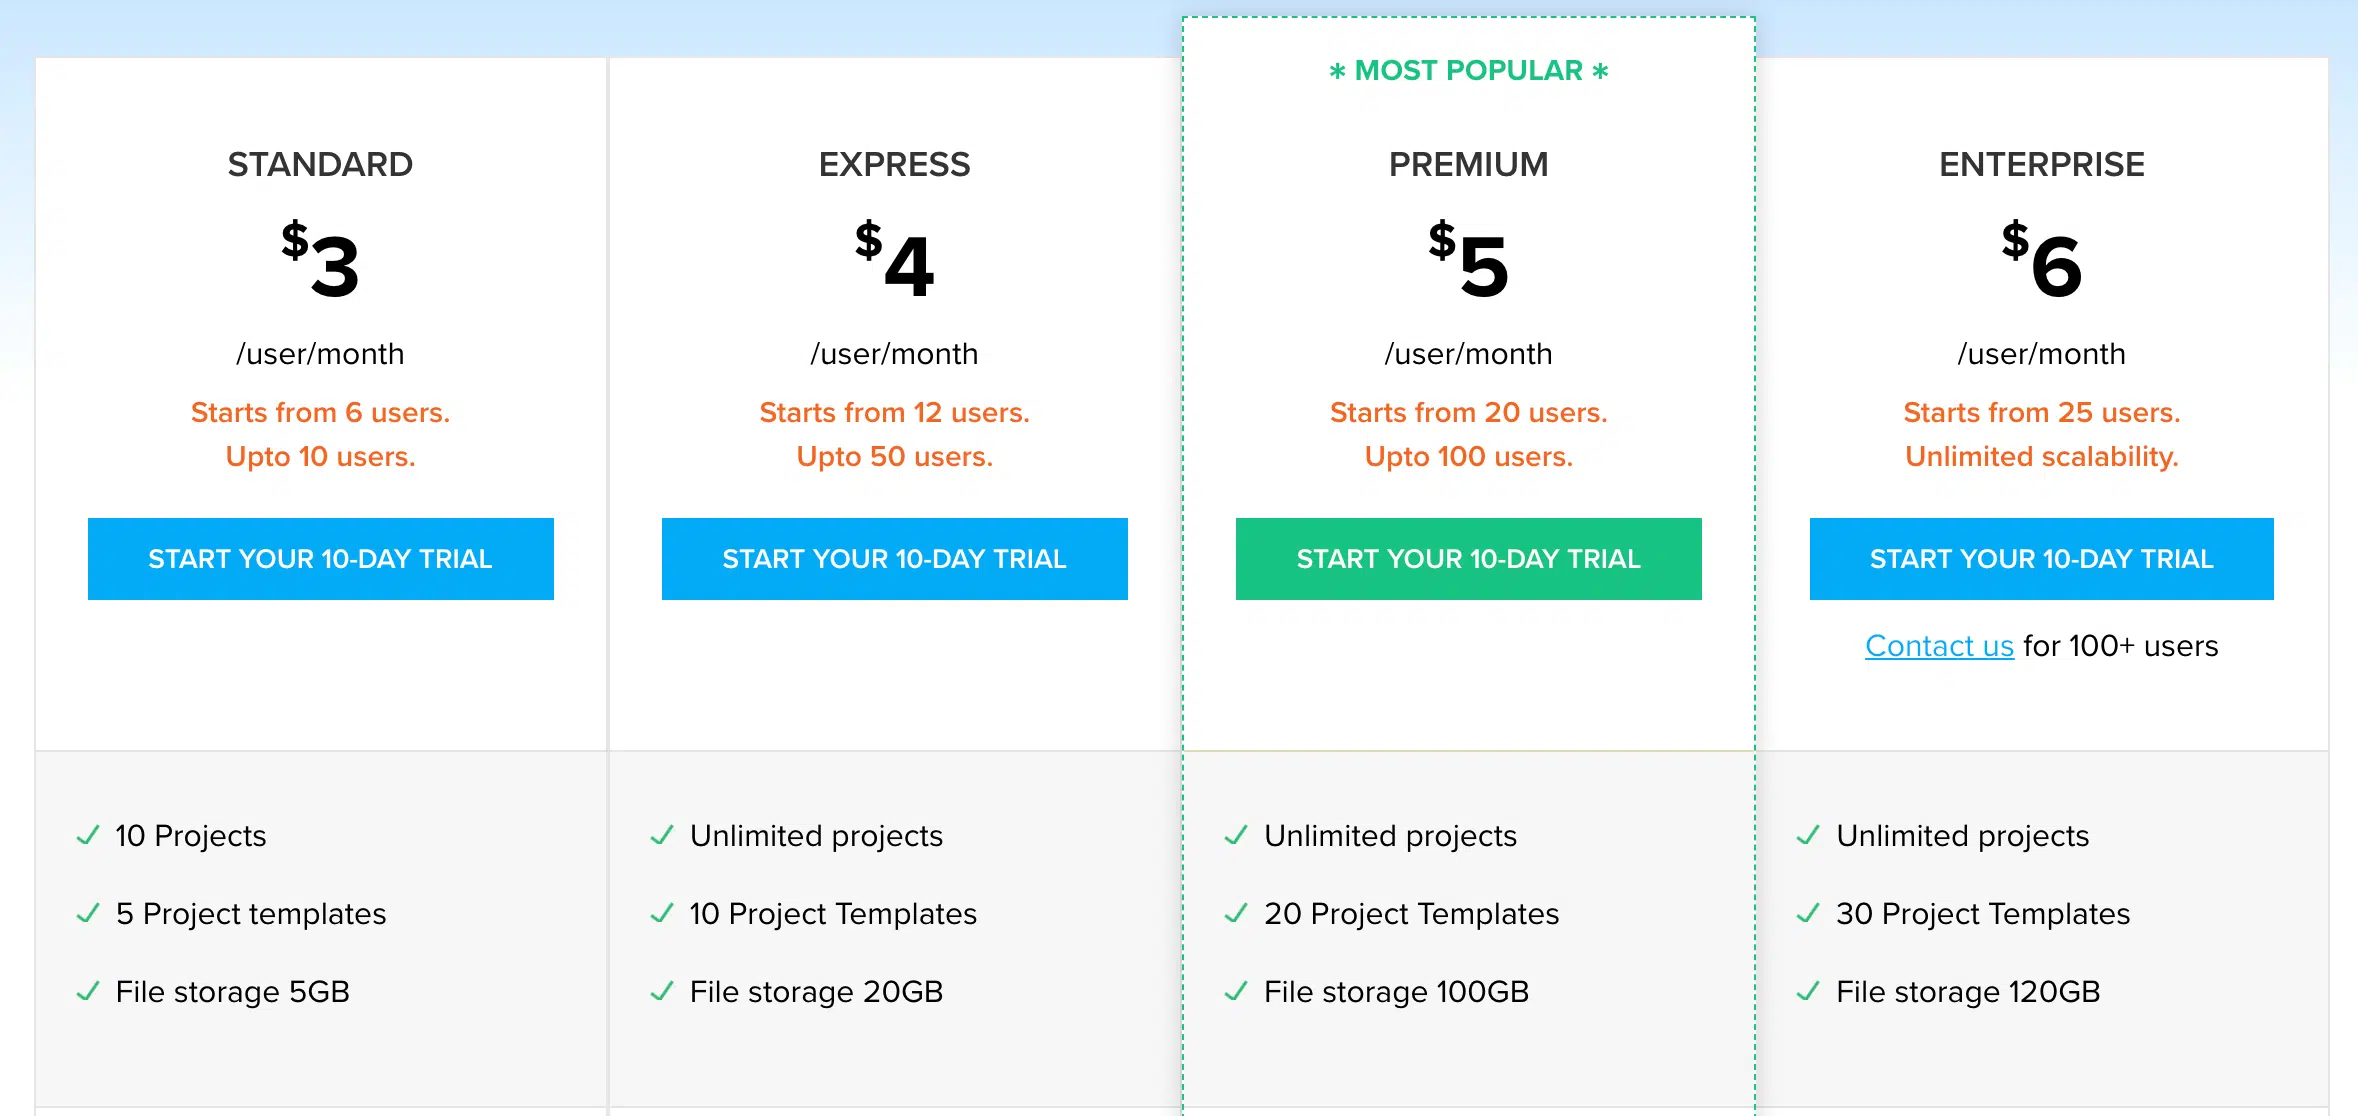 STANDARD
$3
/user/month
Starts from 6 users.
Upto 10 users.
START YOUR 10-DAY TRIAL
10 Projects
5 Project templates
File storage 5GB
EXPRESS
$4
/user/month
Starts from 12 users.
Upto 50 users.
START YOUR 10-DAY TRIAL
Unlimited projects
10 Project Templates
File storage 20GB
* MOST POPULAR *
PREMIUM
$5
/user/month
Starts from 20 users.
Upto 100 users.
START YOUR 10-DAY TRIAL
Unlimited projects
20 Project Templates
File storage 100GB
ENTERPRISE
$6
/user/month
Starts from 25 users.
Unlimited scalability.
START YOUR 10-DAY TRIAL
Contact us for 100+ users
Unlimited projects
30 Project Templates
File storage 120GB